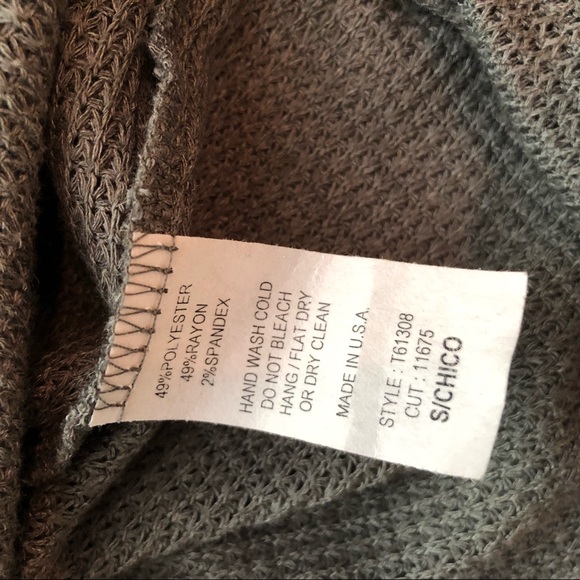 49%POLYESTER
49%RAYON
2%SPANDEX
HAND WASH COLD
DO NOT BLEACH
HANG/FLAT DRY
OR DRY CLEAN
MADE IN U.S.A.
STYLE : T61308
CUT : 11675
S/CHICO